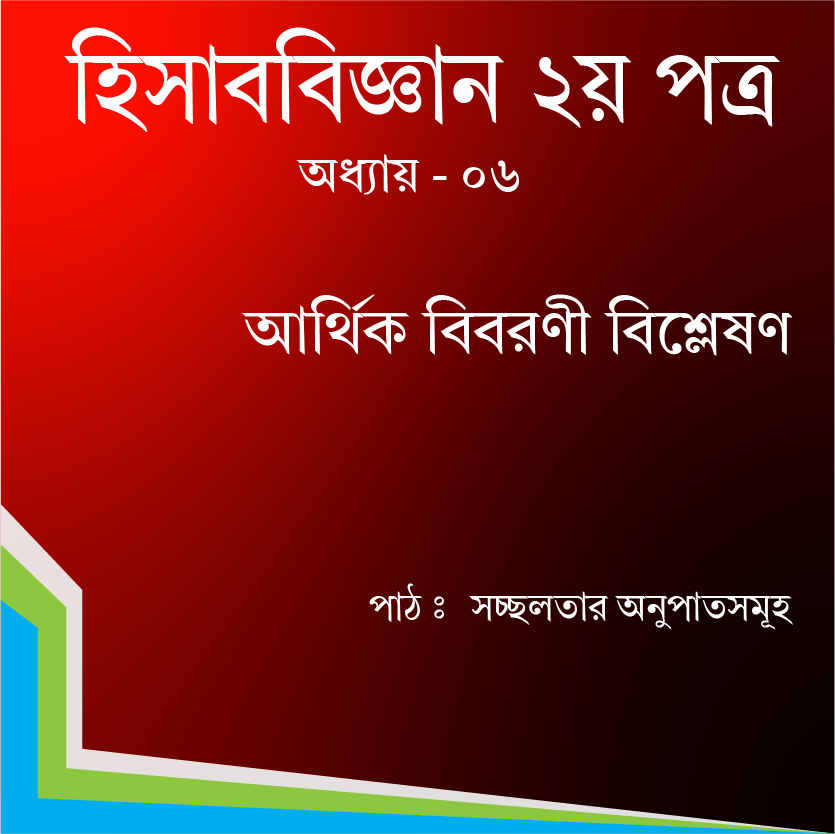 হিসাববিজ্ঞান ২য় পত্র
অধ্যায় - ০৬
আর্থিক বিবরণী বিশ্লেষণ
পাঠ ঃ সচ্ছলতার অনুপাতসমূহ